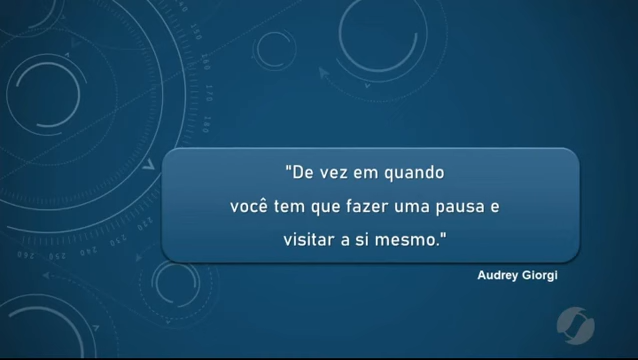 "De vez em quando
você tem que fazer uma pausa e
visitar a si mesmo."
Audrey Giorgi